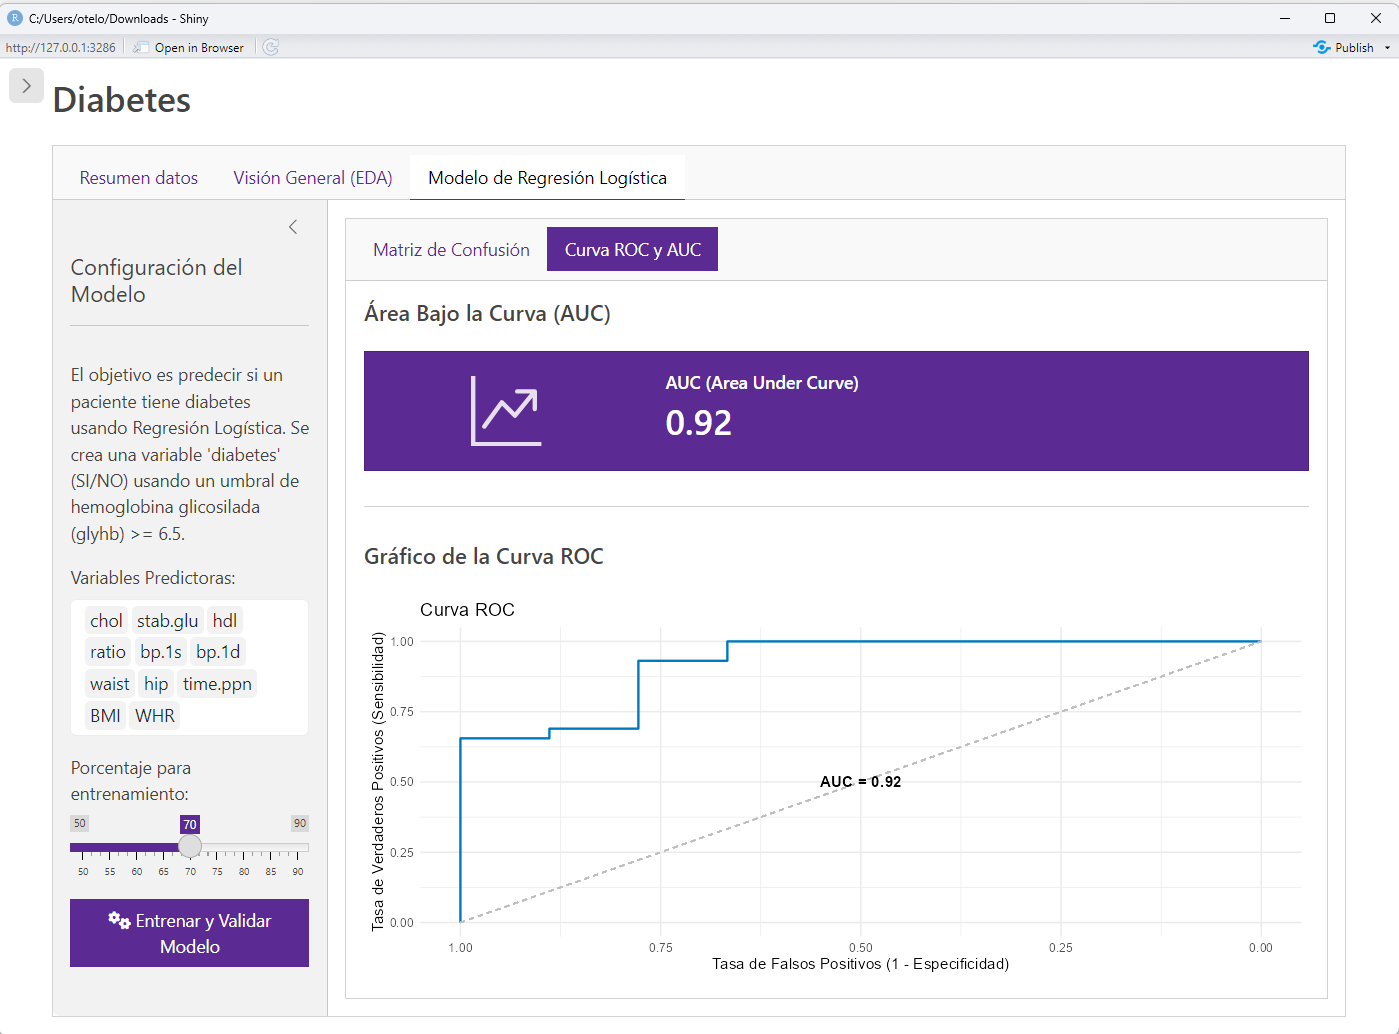 C:/Users/otelo/Downloads - Shiny
http://127.0.0.1:3286 Open in Browser Publish
Diabetes
Resumen datos Visión General (EDA) Modelo de Regresión Logística
Configuración del
Modelo
El objetivo es predecir si un
paciente tiene diabetes
usando Regresión Logística. Se
crea una variable 'diabetes'
(SI/NO) usando un umbral de
hemoglobina glicosilada
(glyhb) >= 6.5.
Variables Predictoras:
chol stab.glu hdl
ratio bp.1s bp.1d
waist hip time.ppn
BMI WHR
Porcentaje para
entrenamiento:
50 70 90
50 55 60 65 70 75 80 85 90
Entrenar y Validar
Modelo
Matriz de Confusión Curva ROC y AUC
Área Bajo la Curva (AUC)
AUC (Area Under Curve)
0.92
Gráfico de la Curva ROC
Curva ROC
Tasa de Verdaderos Positivos (Sensibilidad)
1.00
0.75
0.50
0.25
0.00
AUC = 0.92
1.00 0.75 0.50 0.25 0.00
Tasa de Falsos Positivos (1 - Especificidad)